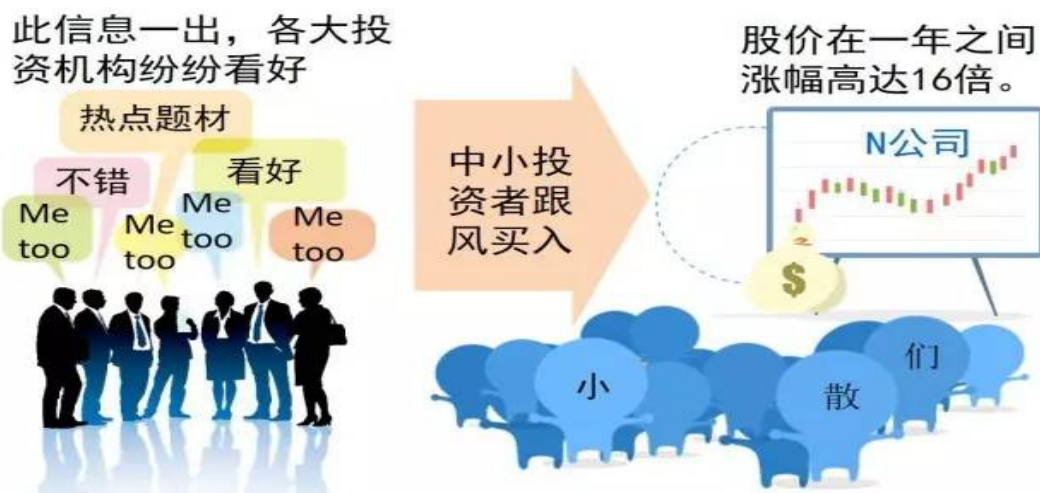 此信息一出，各大投
资机构纷纷看好
热点题材
不错
看好
Me
too
Me
too
Me
too
Me
too
中小投
资者跟
风买入
股价在一年之间
涨幅高达16倍。
N公司
$
小
散
们